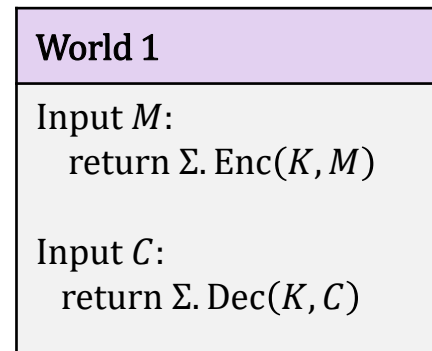 World 1
Input M:
return Σ. Enc(K, M)
Input C:
return Σ. Dec(K, C)